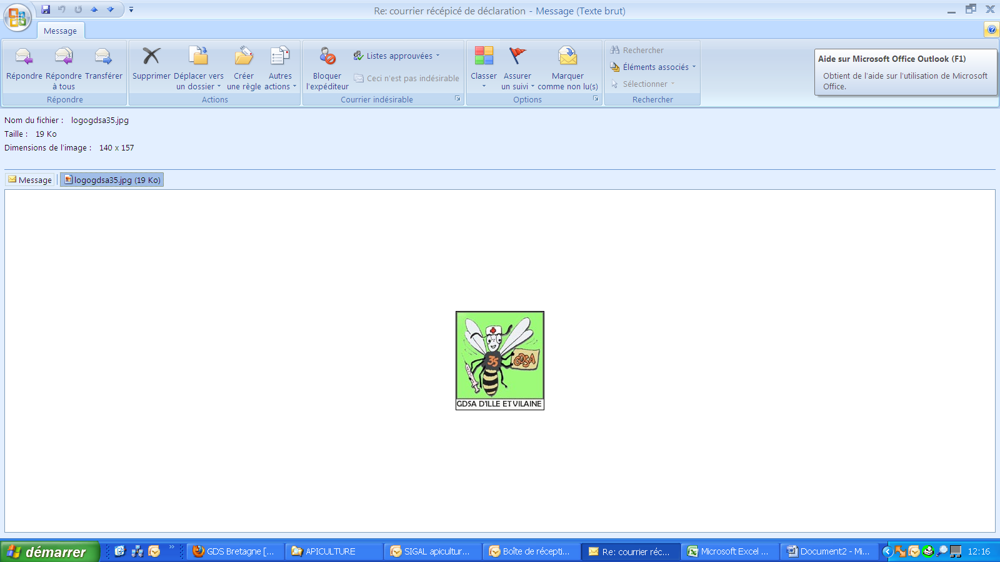 Re: courrier récépicé de déclaration - Message (Texte brut)
Message
Répondre
Répondre à tous
Transférer
Répondre
Supprimer
Déplacer vers un dossier
Créer une règle
Autres actions
Actions
Bloquer l'expéditeur
Listes approuvées
Ceci n'est pas indésirable
Courrier indésirable
Classer
Assurer un suivi
Marquer comme non lu(s)
Options
Rechercher
Éléments associés
Sélectionner
Rechercher
Aide sur Microsoft Office Outlook (F1)
Obtient de l'aide sur l'utilisation de Microsoft
Office.
Nom du fichier : logogdsa35.jpg
Taille : 19 Ko
Dimensions de l'image : 140 x 157
Message
logogdsa35.jpg (19 Ko)
35
GDSA
GDSA D'ILLE ET VILAINE
démarrer
GDS Bretagne [...
APICULTURE
SIGAL apicultur...
Boîte de récepti...
Re: courrier réc...
Microsoft Excel ...
Document2 - Mi...
12:16